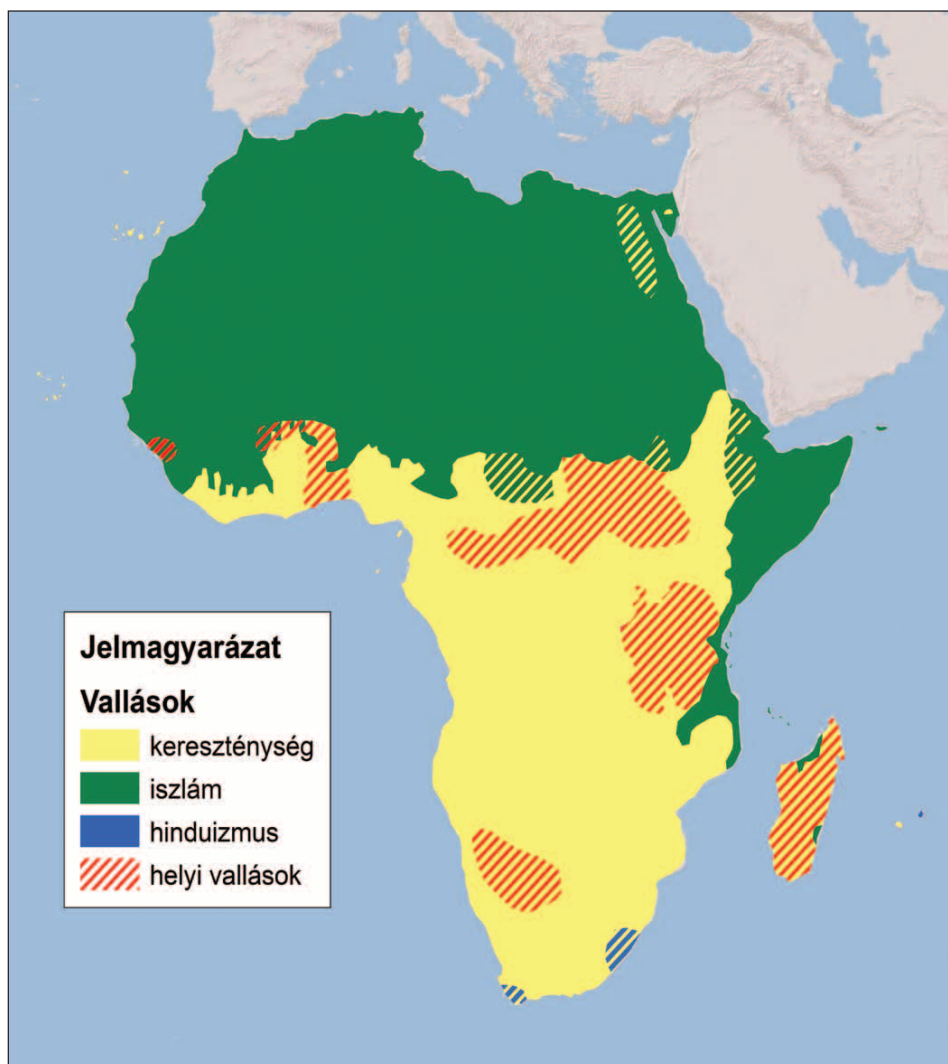 Jelmagyarázat
Vallások
kereszténység
iszlám
hinduizmus
helyi vallások